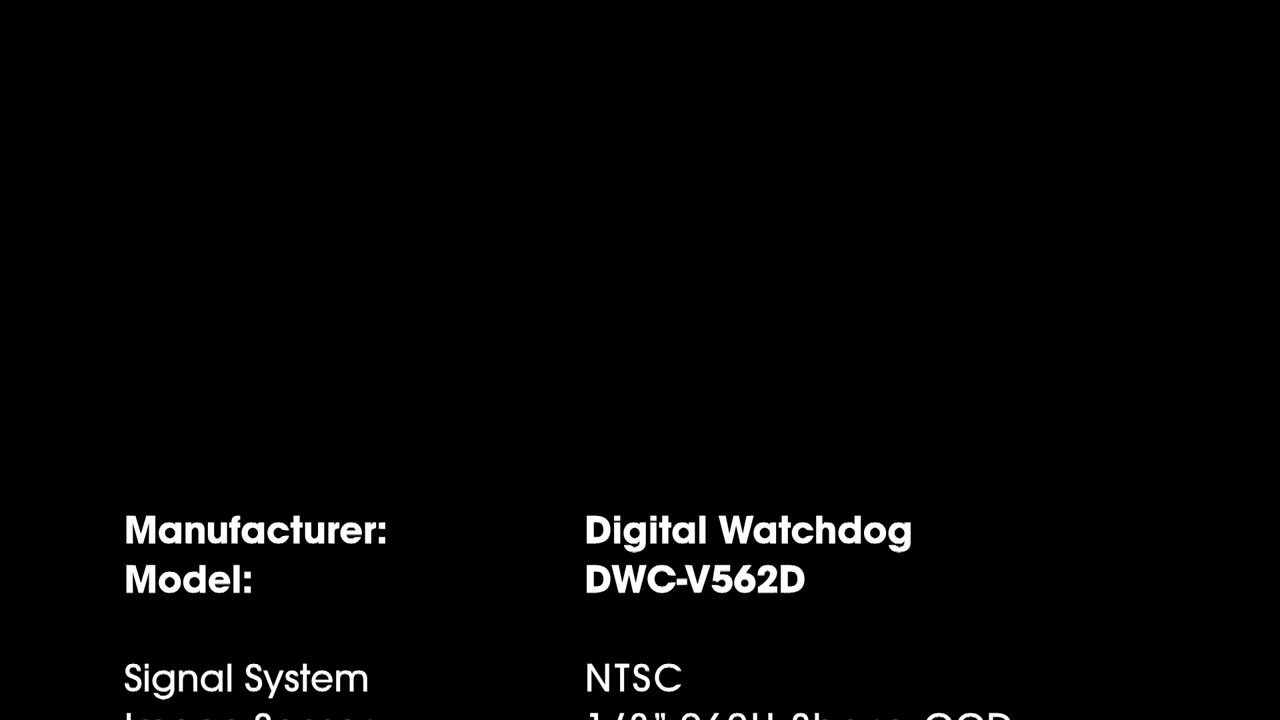 Manufacturer: Digital Watchdog
Model: DWC-V562D
Signal System NTSC